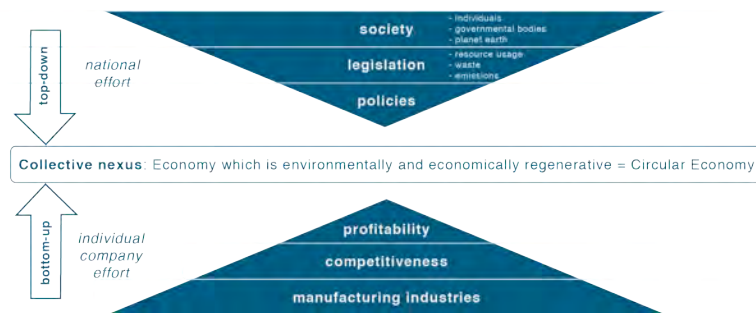 society
- individuals
- governmental bodies
- planet earth
top-down
national
effort
legislation
- resource usage
- waste
- emissions
policies
Collective nexus: Economy which is environmentally and economically regenerative = Circular Economy
bottom-up
individual
company
effort
profitability
competitiveness
manufacturing industries